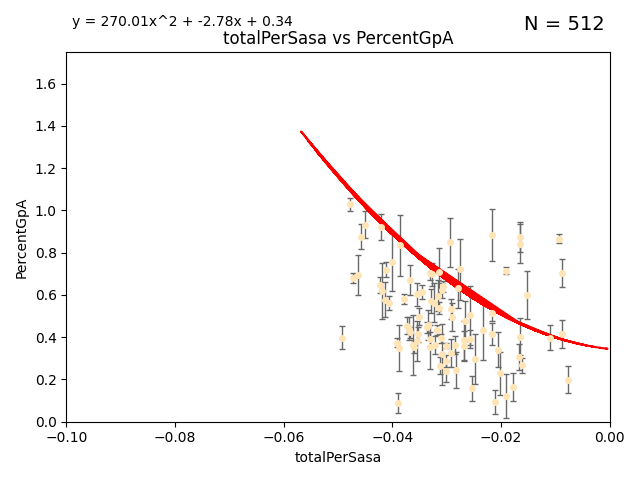 y = 270.01x^2 + -2.78x + 0.34
N = 512
totalPerSasa vs PercentGpA
PercentGpA
1.6
1.4
1.2
1.0
0.8
0.6
0.4
0.2
0.0
−0.10 −0.08 −0.06 −0.04 −0.02 0.00
totalPerSasa